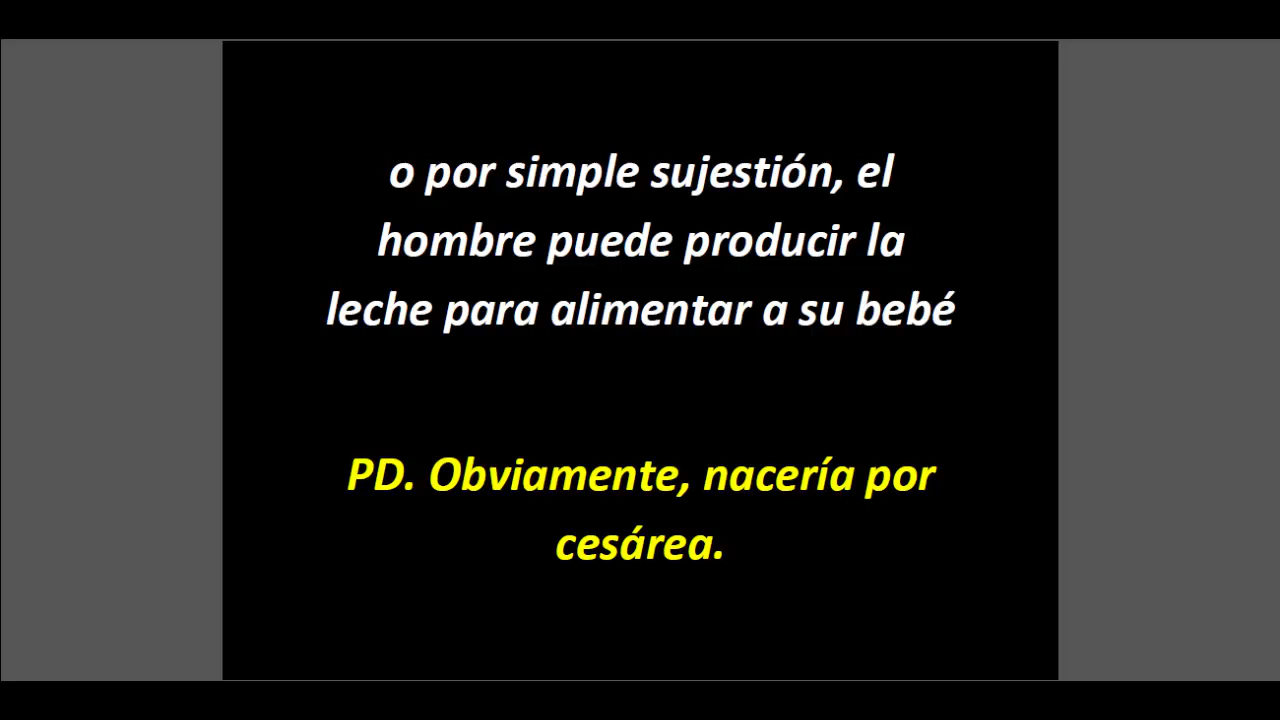 o por simple sujestión, el
hombre puede producir la
leche para alimentar a su bebé
PD. Obviamente, nacería por
cesárea.